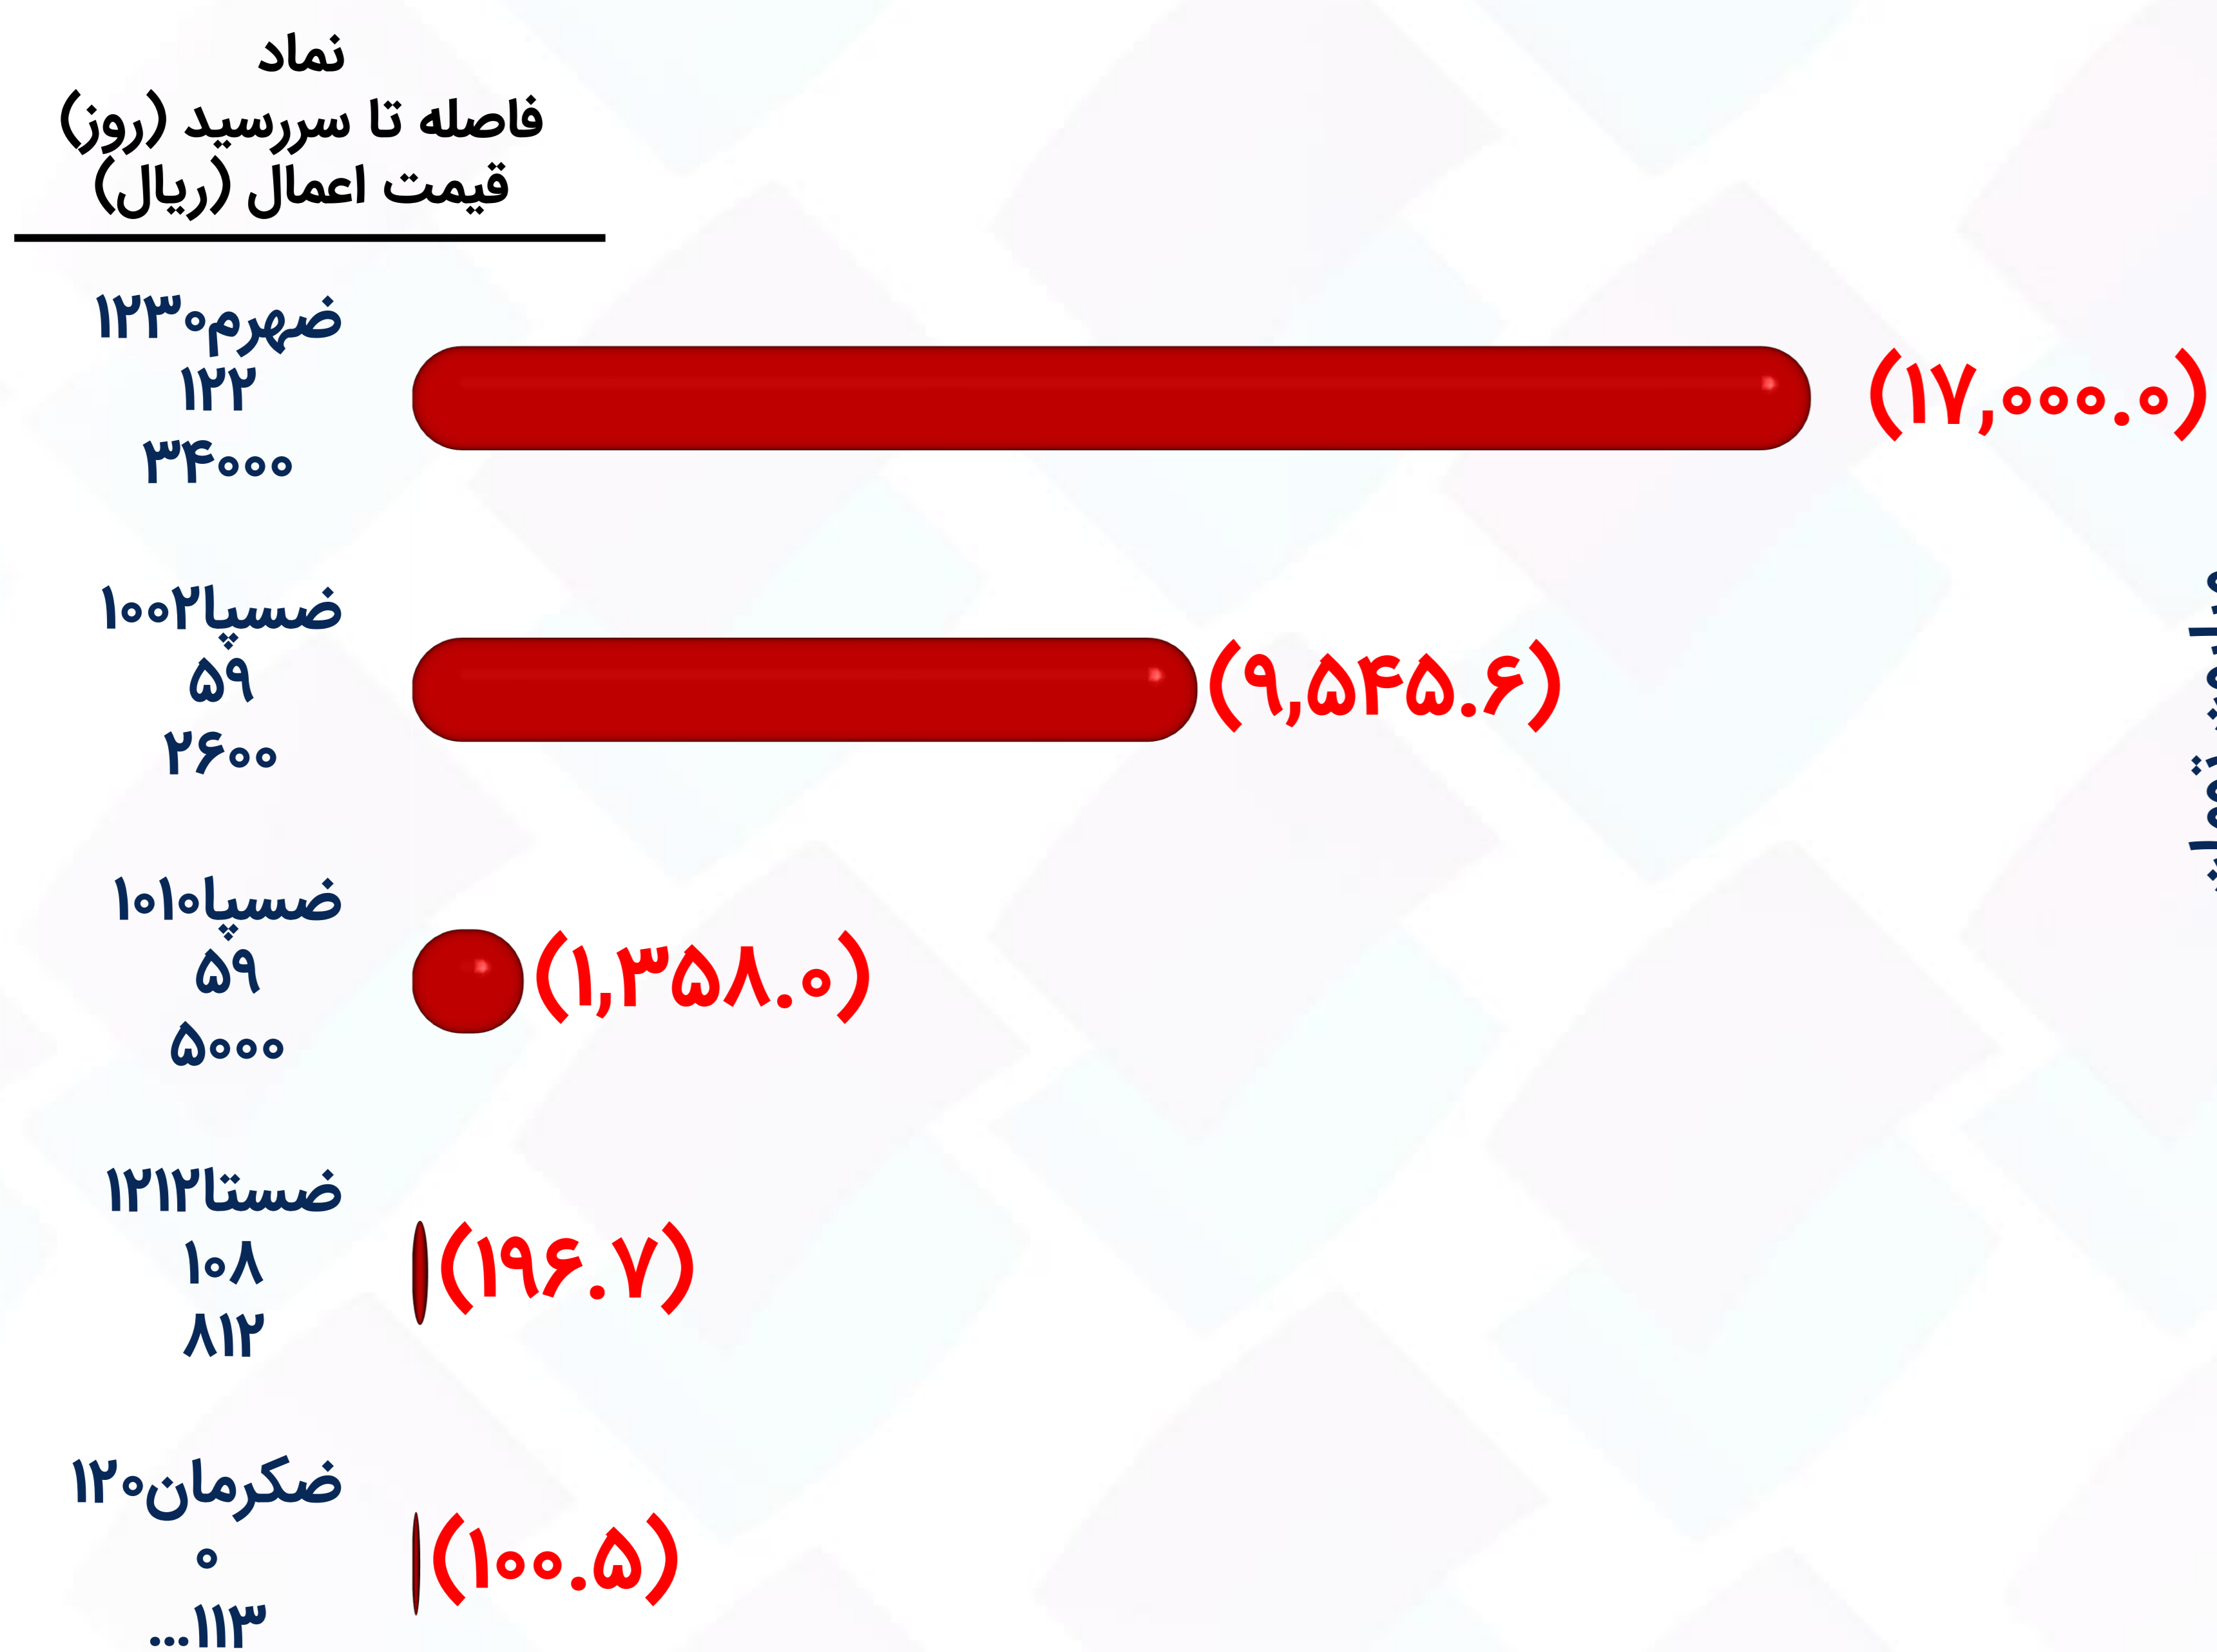 نماد
فاصله تا سررسید (روز)
قیمت اعمال (ریال)
ضهرم۱۲۳۰
۱۲۲
۳۴۰۰۰
(۱۷,۰۰۰.۰)
ضسپا۱۰۰۲
۵۹
۲۶۰۰
(۹,۵۴۵.۶)
ضسپا۱۰۱۰
۵۹
۵۰۰۰
(۱,۳۵۸.۰)
ضستا۱۲۱۲
۱۰۸
۸۱۲
(۱۹۶.۷)
ضکرمان۱۲۰
۰
۱۱۳...
(۱۰۰.۵)